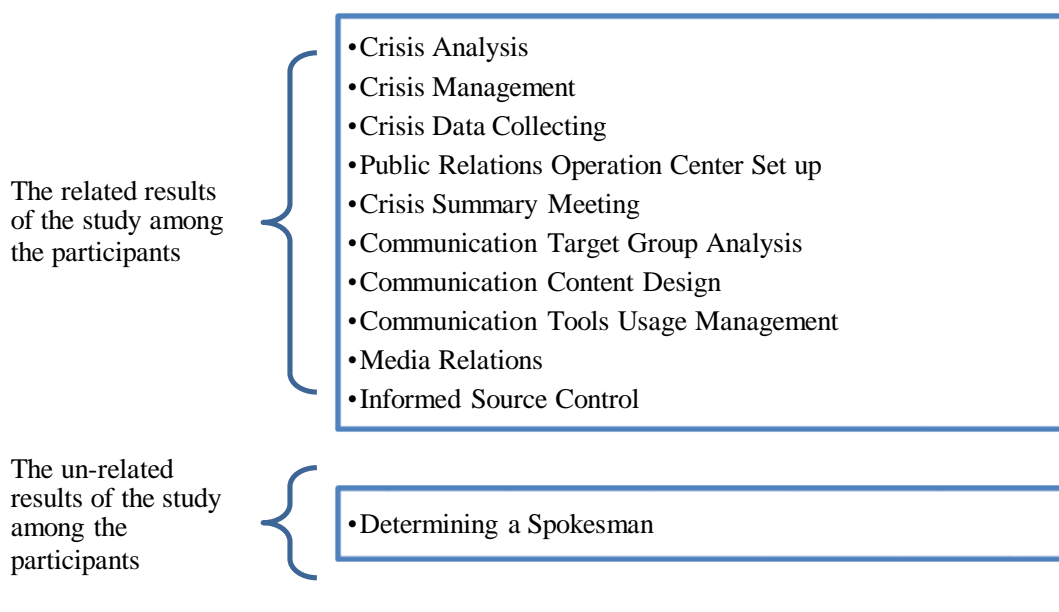 The related results
of the study among
the participants
•Crisis Analysis
•Crisis Management
•Crisis Data Collecting
•Public Relations Operation Center Set up
•Crisis Summary Meeting
•Communication Target Group Analysis
•Communication Content Design
•Communication Tools Usage Management
•Media Relations
•Informed Source Control
The un-related
results of the study
among the
participants
•Determining a Spokesman